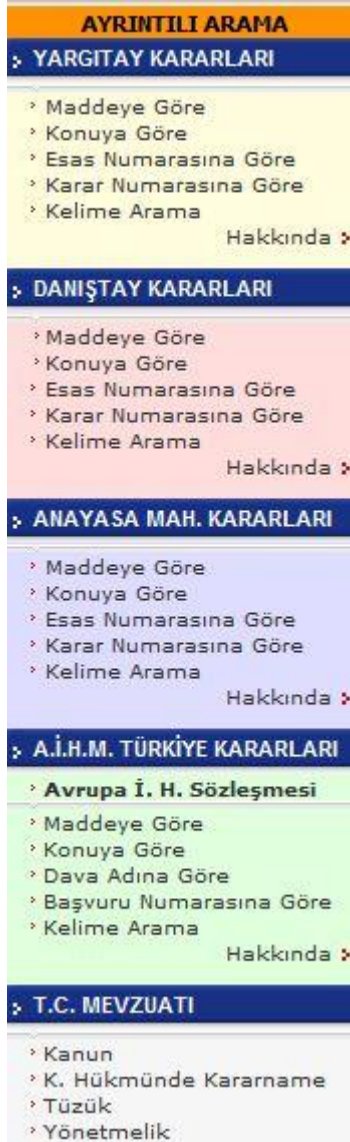 AYRINTILI ARAMA
YARGITAY KARARLARI
Maddeye Göre
Konuya Göre
Esas Numarasına Göre
Karar Numarasına Göre
Kelime Arama
Hakkında
DANIŞTAY KARARLARI
Maddeye Göre
Konuya Göre
Esas Numarasına Göre
Karar Numarasına Göre
Kelime Arama
Hakkında
ANAYASA MAH. KARARLARI
Maddeye Göre
Konuya Göre
Esas Numarasına Göre
Karar Numarasına Göre
Kelime Arama
Hakkında
A.İ.H.M. TÜRKİYE KARARLARI
Avrupa İ. H. Sözleşmesi
Maddeye Göre
Konuya Göre
Dava Adına Göre
Başvuru Numarasına Göre
Kelime Arama
Hakkında
T.C. MEVZUATI
Kanun
K. Hükmünde Kararname
Tüzük
Yönetmelik